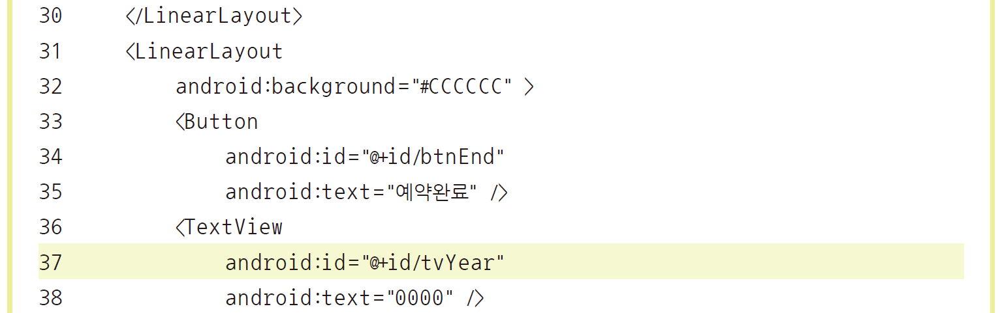 30 </LinearLayout>
31 <LinearLayout
32 android:background="#CCCCCC" >
33 <Button
34 android:id="@+id/btnEnd"
35 android:text="예약완료" />
36 <TextView
37 android:id="@+id/tvYear"
38 android:text="0000" />